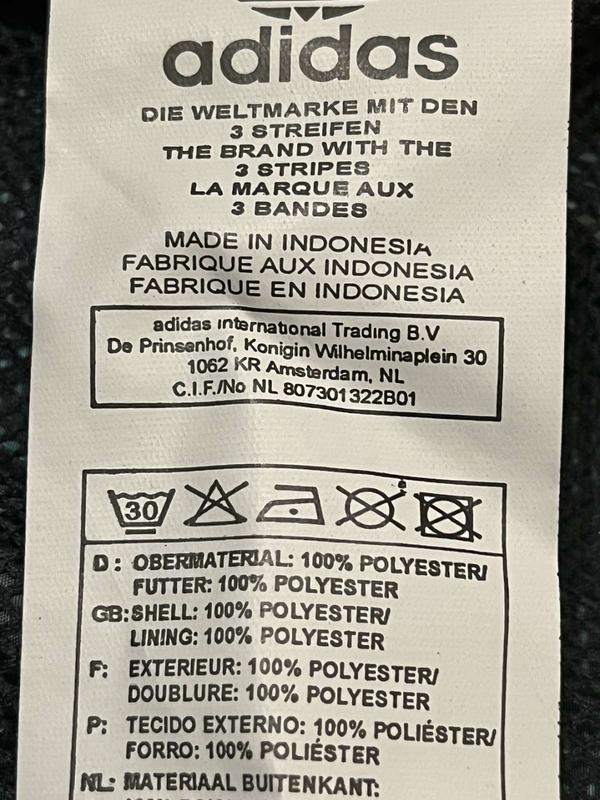 adidas
DIE WELTMARKE MIT DEN
3 STREIFEN
THE BRAND WITH THE
3 STRIPES
LA MARQUE AUX
3 BANDES
MADE IN INDONESIA
FABRIQUE AUX INDONESIA
FABRIQUE EN INDONESIA
adidas international Trading B.V
De Prinsenhof, Konigin Wilhelminaplein 30
1062 KR Amsterdam, NL
C.I.F./No NL 807301322B01
30
D: OBERMATERIAL: 100% POLYESTER/
FUTTER: 100% POLYESTER
GB:SHELL: 100% POLYESTER/
LINING: 100% POLYESTER
F: EXTERIEUR: 100% POLYESTER/
DOUBLURE: 100% POLYESTER
P: TECIDO EXTERNO: 100% POLIÉSTER/
FORRO: 100% POLIÉSTER
NL: MATERIAAL BUITENKANT: